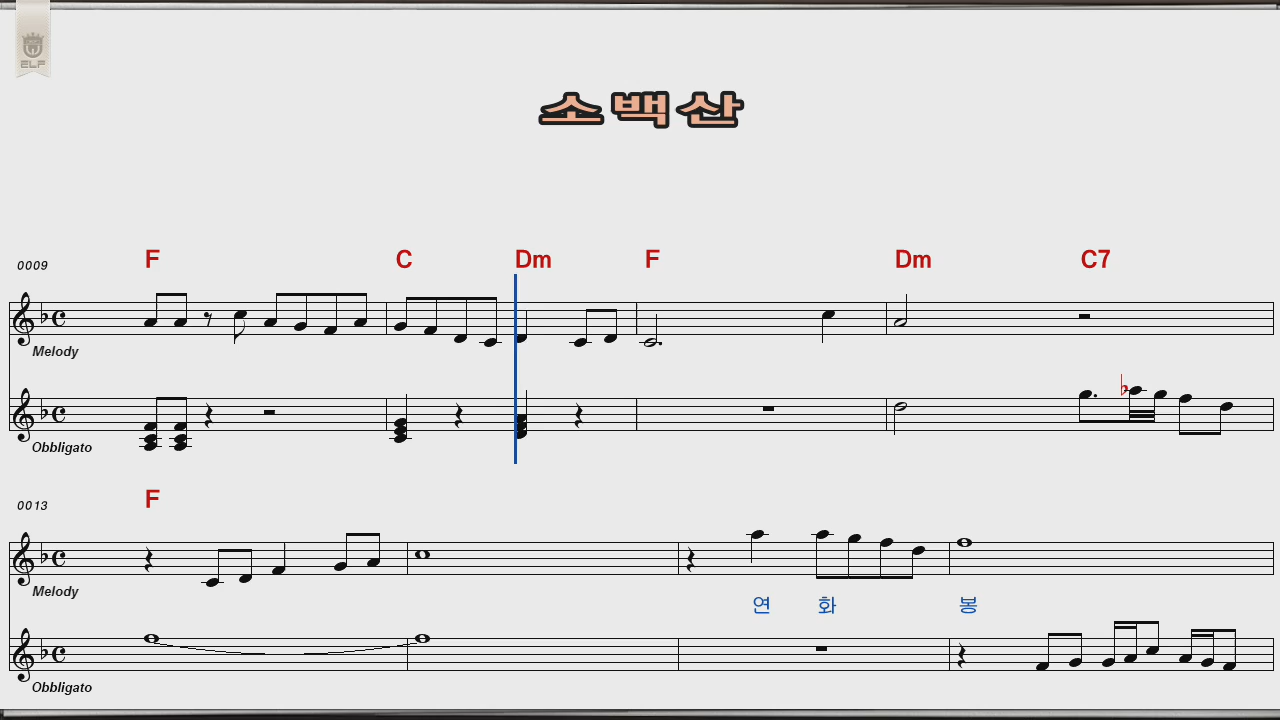 ELF
소백산
F C Dm F Dm C7
0009
Melody
Obbligato
F
0013
Melody
연 화 봉
Obbligato